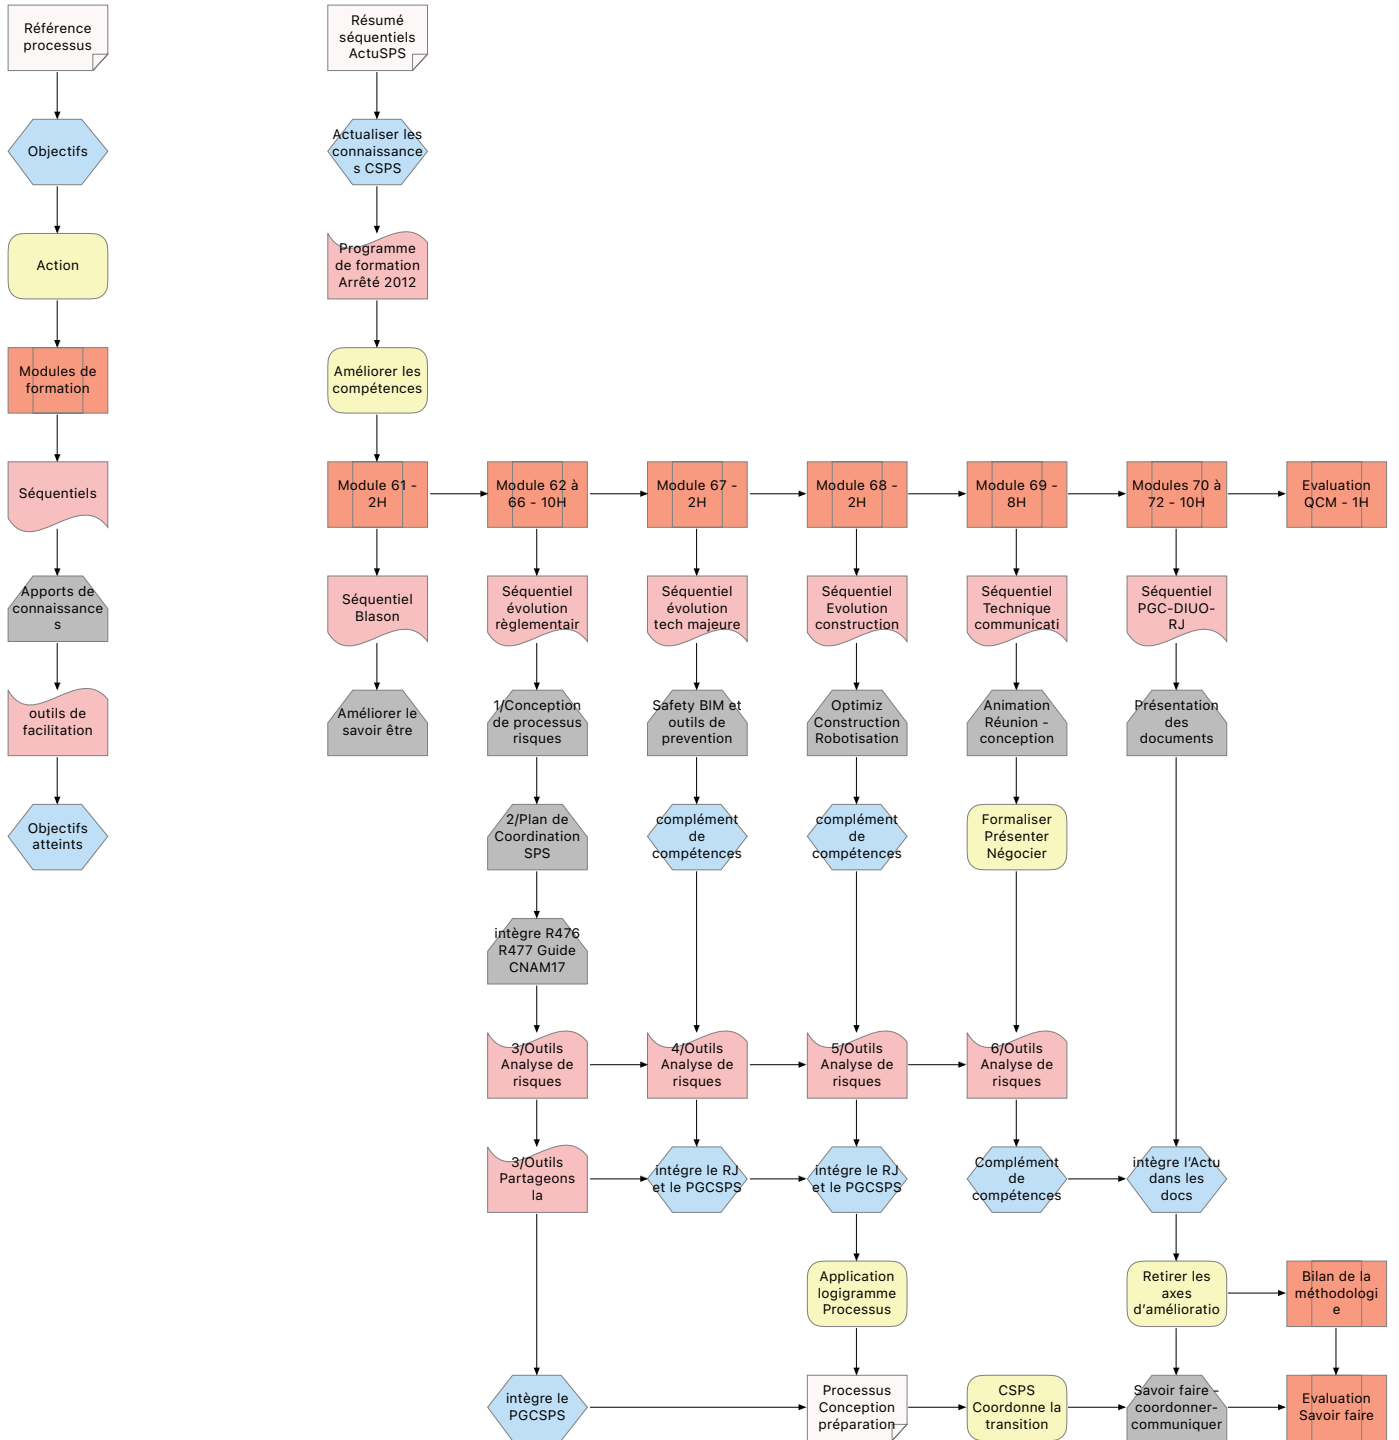 Référence
processus
Résumé
séquentiels
ActuSPS
Objectifs
Actualiser les
connaissance
s CSPS
Action
Programme
de formation
Arrêté 2012
Modules de
formation
Améliorer les
compétences
Séquentiels
Module 61 -
2H
Module 62 à
66 - 10H
Module 67 -
2H
Module 68 -
2H
Module 69 -
8H
Modules 70 à
72 - 10H
Evaluation
QCM - 1H
Apports de
connaissance
s
Séquentiel
Blason
Séquentiel
évolution
règlementair
Séquentiel
évolution
tech majeure
Séquentiel
Evolution
construction
Séquentiel
Technique
communicati
Séquentiel
PGC-DIUO-
RJ
outils de
facilitation
Améliorer le
savoir être
1/Conception
de processus
risques
Safety BIM et
outils de
prevention
Optimiz
Construction
Robotisation
Animation
Réunion -
conception
Présentation
des
documents
Objectifs
atteints
2/Plan de
Coordination
SPS
complément
de
compétences
complément
de
compétences
Formaliser
Présenter
Négocier
intègre R476
R477 Guide
CNAM17
3/Outils
Analyse de
risques
4/Outils
Analyse de
risques
5/Outils
Analyse de
risques
6/Outils
Analyse de
risques
3/Outils
Partageons
la
intégre le RJ
et le PGCSPS
intégre le RJ
et le PGCSPS
Complément
de
compétences
intègre l’Actu
dans les
docs
Application
logigramme
Processus
Retirer les
axes
d’amélioratio
Bilan de la
méthodologi
e
intègre le
PGCSPS
Processus
Conception
préparation
CSPS
Coordonne la
transition
Savoir faire -
coordonner-
communiquer
Evaluation
Savoir faire